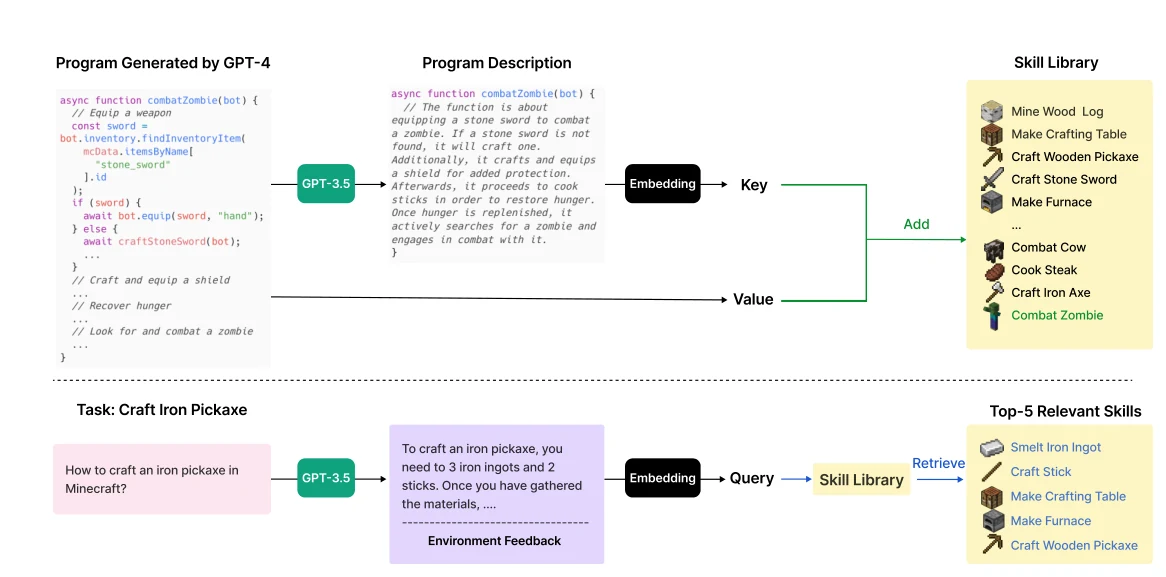 Program Generated by GPT-4
async function combatZombie(bot) {
// Equip a weapon
const sword =
bot.inventory.findInventoryItem(
mcData.itemsByName[
"stone_sword"
].id
);
if (sword) {
await bot.equip(sword, "hand");
} else {
await craftStoneSword(bot);
...
}
// Craft and equip a shield
...
// Recover hunger
...
// Look for and combat a zombie
...
}
GPT-3.5
Program Description
async function combatZombie(bot) {
// The function is about
equipping a stone sword to combat
a zombie. If a stone sword is not
found, it will craft one.
Additionally, it crafts and equips
a shield for added protection.
Afterwards, it proceeds to cook
sticks in order to restore hunger.
Once hunger is replenished, it
actively searches for a zombie and
engages in combat with it.
}
Embedding
Key
Value
Add
Skill Library
Mine Wood Log
Make Crafting Table
Craft Wooden Pickaxe
Craft Stone Sword
Make Furnace
...
Combat Cow
Cook Steak
Craft Iron Axe
Combat Zombie
Task: Craft Iron Pickaxe
How to craft an iron pickaxe in
Minecraft?
GPT-3.5
To craft an iron pickaxe, you
need to 3 iron ingots and 2
sticks. Once you have gathered
the materials, ....
Environment Feedback
Embedding
Query
Skill Library
Retrieve
Top-5 Relevant Skills
Smelt Iron Ingot
Craft Stick
Make Crafting Table
Make Furnace
Craft Wooden Pickaxe